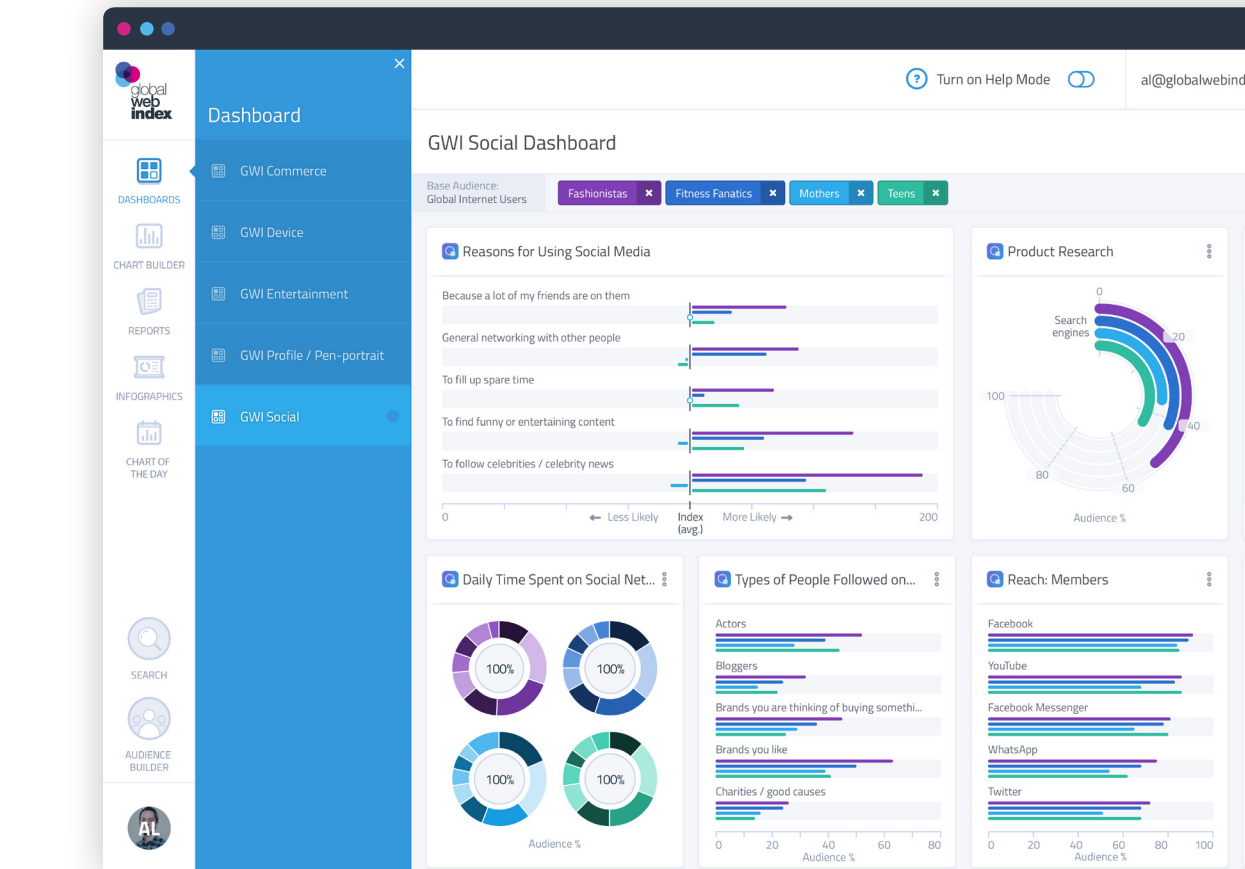 global
web
index
DASHBOARDS
CHART BUILDER
REPORTS
INFOGRAPHICS
CHART OF
THE DAY
SEARCH
AUDIENCE
BUILDER
AL
Dashboard
GWI Commerce
GWI Device
GWI Entertainment
GWI Profile / Pen-portrait
GWI Social
? Turn on Help Mode
al@globalwebind
GWI Social Dashboard
Base Audience:
Global Internet Users
Fashionistas × Fitness Fanatics × Mothers × Teens ×
Reasons for Using Social Media
Because a lot of my friends are on them
General networking with other people
To fill up spare time
To find funny or entertaining content
To follow celebrities / celebrity news
0 ← Less Likely Index More Likely → 200
(avg.)
Product Research
0
Search
engines
20
40
60
80
100
Audience %
Daily Time Spent on Social Net...
100% 100%
100% 100%
Audience %
Types of People Followed on...
Actors
Bloggers
Brands you are thinking of buying somethi...
Brands you like
Charities / good causes
0 20 40 60 80
Audience %
Reach: Members
Facebook
YouTube
Facebook Messenger
WhatsApp
Twitter
0 20 40 60 80 100
Audience %